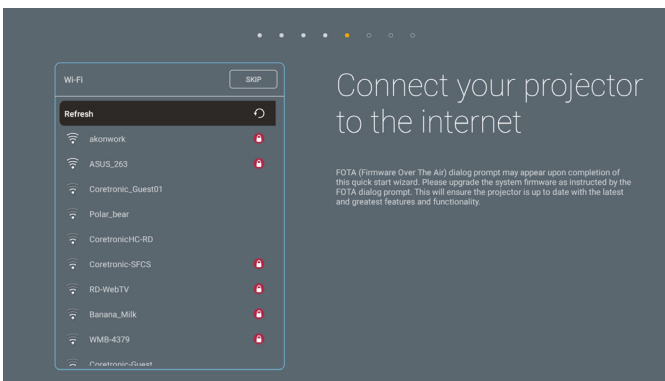 Wi-Fi
SKIP
Refresh
akonwork
ASUS_263
Coretronic_Guest01
Polar_bear
CoretronicHC-RD
Coretronic-SFCS
RD-WebTV
Banana_Milk
WMB-4379
Coretronic-Guest
Connect your projector
to the internet
FOTA (Firmware Over The Air) dialog prompt may appear upon completion of
this quick start wizard. Please upgrade the system firmware as instructed by the
FOTA dialog prompt. This will ensure the projector is up to date with the latest
and greatest features and functionality.